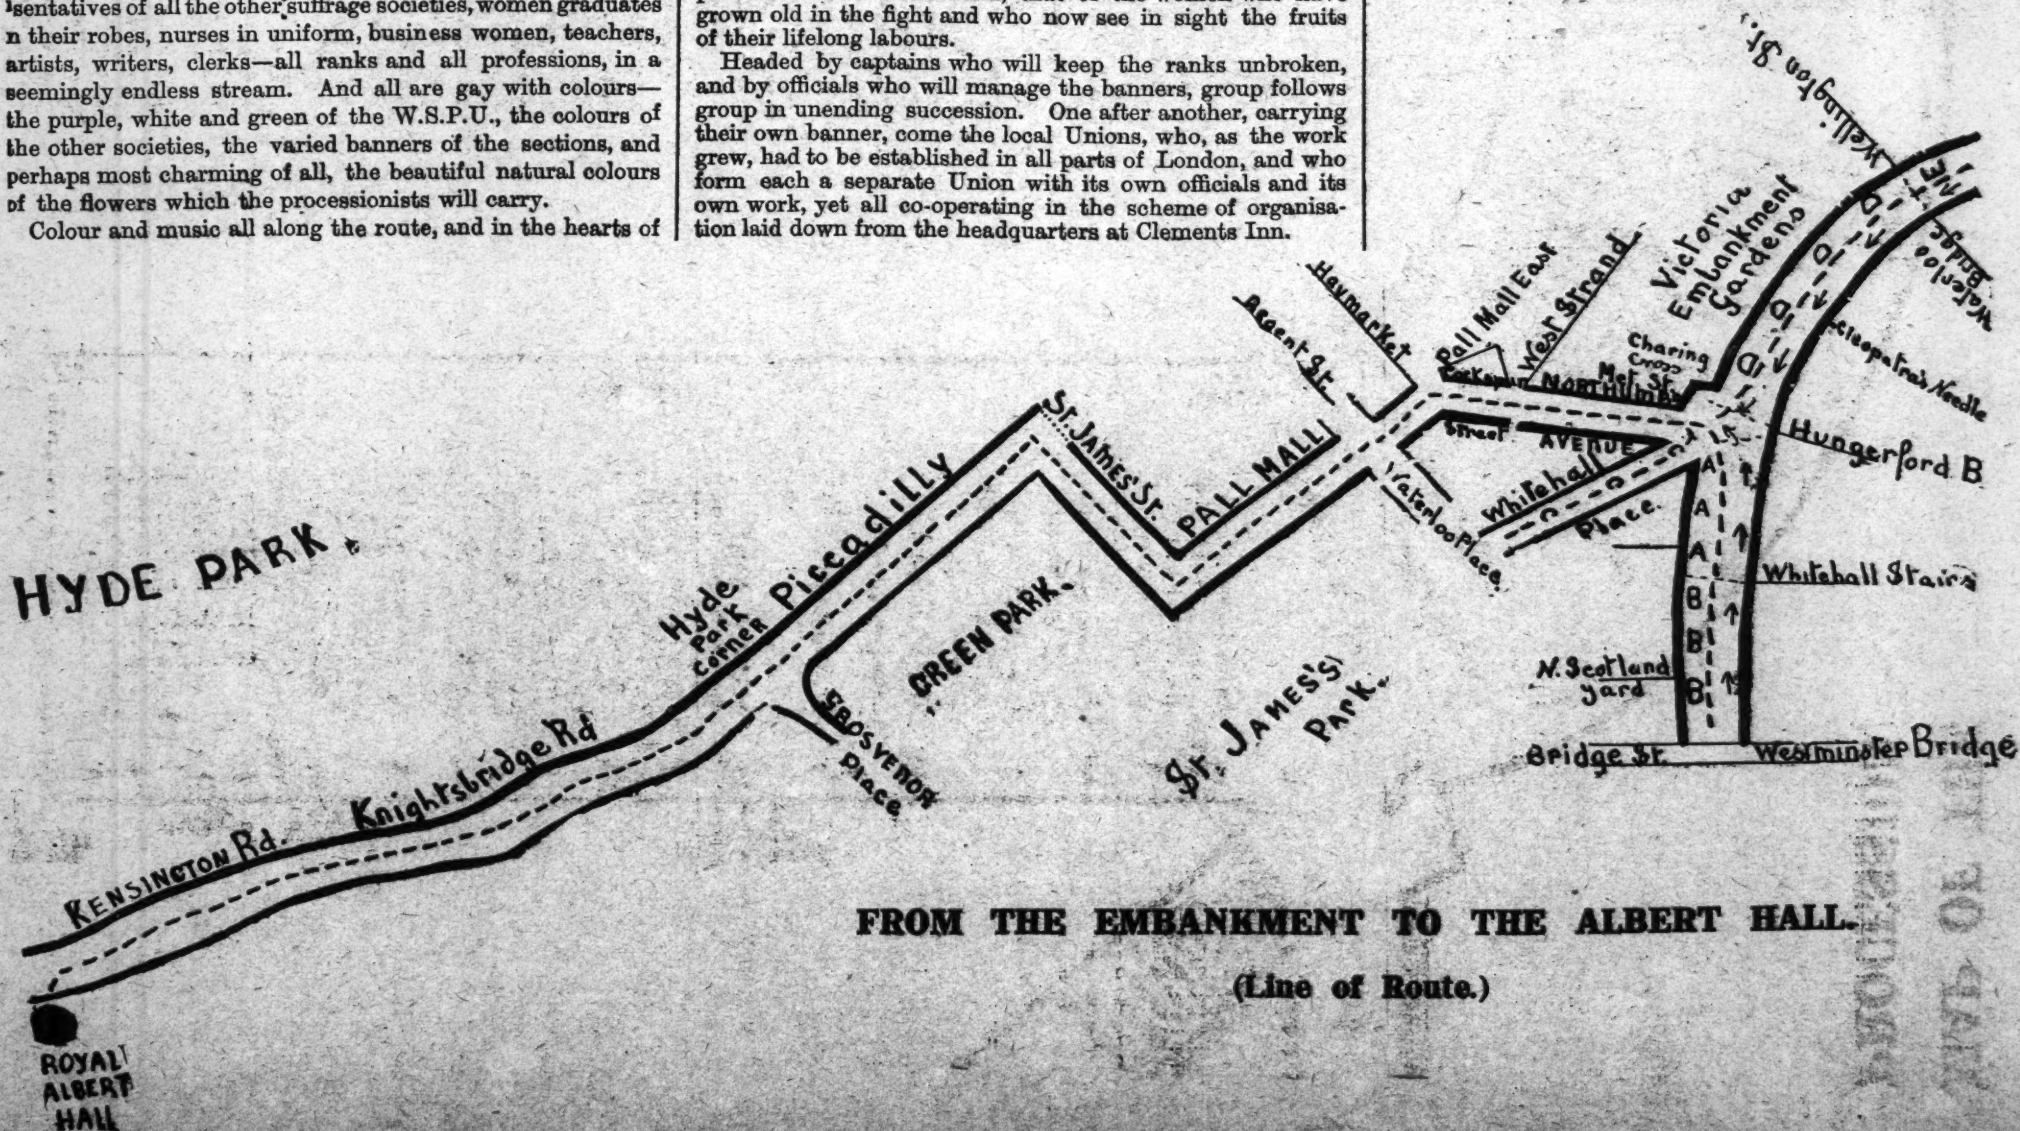 sentatives of all the other suffrage societies, women graduates
n their robes, nurses in uniform, business women, teachers,
artists, writers, clerks—all ranks and all professions, in a
seemingly endless stream. And all are gay with colours—
the purple, white and green of the W.S.P.U., the colours of
the other societies, the varied banners of the sections, and
perhaps most charming of all, the beautiful natural colours
of the flowers which the processionists will carry.
Colour and music all along the route, and in the hearts of
grown old in the fight and who now see in sight the fruits
of their lifelong labours.
Headed by captains who will keep the ranks unbroken,
and by officials who will manage the banners, group follows
group in unending succession. One after another, carrying
their own banner, come the local Unions, who, as the work
grew, had to be established in all parts of London, and who
form each a separate Union with its own officials and its
own work, yet all co-operating in the scheme of organisa-
tion laid down from the headquarters at Clements Inn.
Wellington St.
Waterloo
Bridge
Victoria
Embankment
Gardens
D
D
D
D
Cleopatra's Needle
Haymarket
Regent St.
Pall Mall East
West Strand
Charing
Cross
Met. St.
Cockspur
Street
NORTHUMB
AVENUE
Hungerford B
Whitehall
Place.
C C C C
A
A
A
Whitehall Stairs
B
B
B
N. Scotland
Yard
Bridge St.
Westminster Bridge
Waterloo Place.
PALL MALL
St. JAMES' St.
Piccadilly
HYDE PARK.
Hyde
Park
Corner
GREEN PARK.
St. JAMES'S
PARK.
GROSVENOR
Place
Knightsbridge Rd
KENSINGTON Rd.
ROYAL
ALBERT
HALL
FROM THE EMBANKMENT TO THE ALBERT HALL.
(Line of Route.)
MAP OF THE
PROCESSION